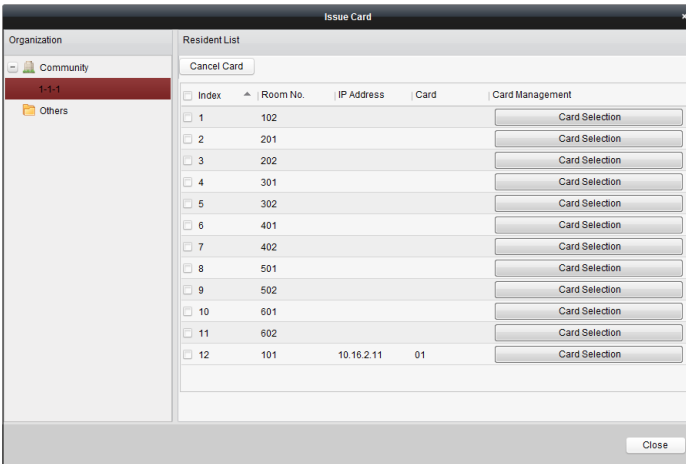 Issue Card
Organization
Resident List
Community
1-1-1
Others
Cancel Card
Index Room No. IP Address Card Card Management
1 102 Card Selection
2 201 Card Selection
3 202 Card Selection
4 301 Card Selection
5 302 Card Selection
6 401 Card Selection
7 402 Card Selection
8 501 Card Selection
9 502 Card Selection
10 601 Card Selection
11 602 Card Selection
12 101 10.16.2.11 01 Card Selection
Close